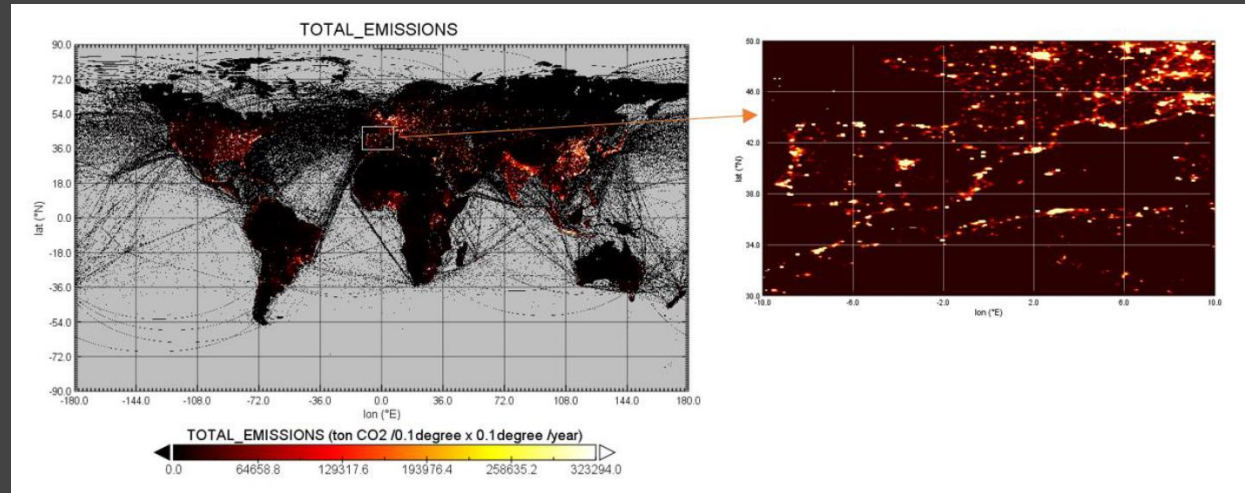 TOTAL_EMISSIONS
90.0
72.0
54.0
36.0
18.0
0.0
-18.0
-36.0
-54.0
-72.0
-90.0
lat (°N)
-180.0 -144.0 -108.0 -72.0 -36.0 0.0 36.0 72.0 108.0 144.0 180.0
lon (°E)
TOTAL_EMISSIONS (ton CO2 /0.1degree x 0.1degree /year)
0.0 64658.8 129317.6 193976.4 258635.2 323294.0
50.0
46.0
42.0
38.0
34.0
30.0
lat (°N)
-10.0 -6.0 -2.0 2.0 6.0 10.0
lon (°E)